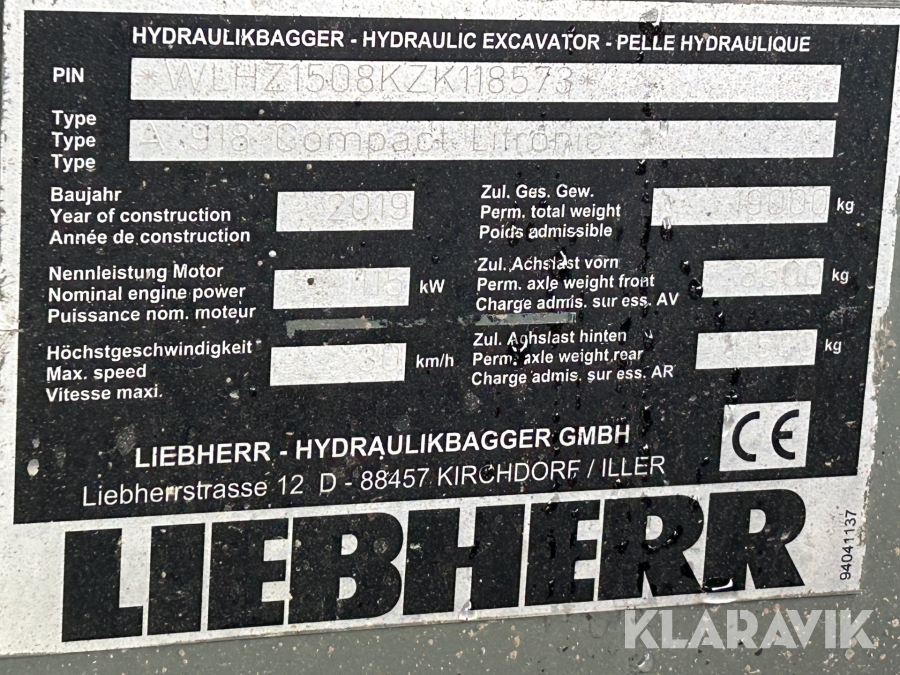 HYDRAULIKBAGGER - HYDRAULIC EXCAVATOR - PELLE HYDRAULIQUE
PIN *WLHZ1508KZK118573*
Type
Type A 918 Compact Litronic
Type
Baujahr
Year of construction 2019
Année de construction
Zul. Ges. Gew.
Perm. total weight 19000 kg
Poids admissible
Nennleistung Motor
Nominal engine power kW
Puissance nom. moteur
Zul. Achslast vorn
Perm. axle weight front kg
Charge admis. sur ess. AV
Höchstgeschwindigkeit
Max. speed km/h
Vitesse maxi.
Zul. Achslast hinten
Perm. axle weight rear kg
Charge admis. sur ess. AR
CE
LIEBHERR - HYDRAULIKBAGGER GMBH
Liebherrstrasse 12 D - 88457 KIRCHDORF / ILLER
LIEBHERR
94041137
KLARAVIK